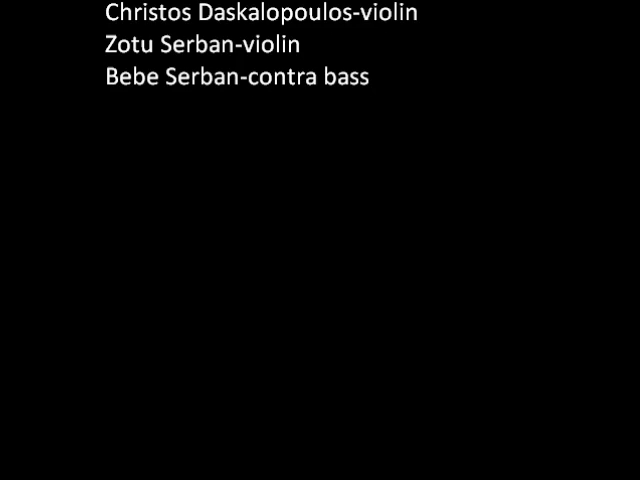 Christos Daskalopoulos-violin
Zotu Serban-violin
Bebe Serban-contra bass